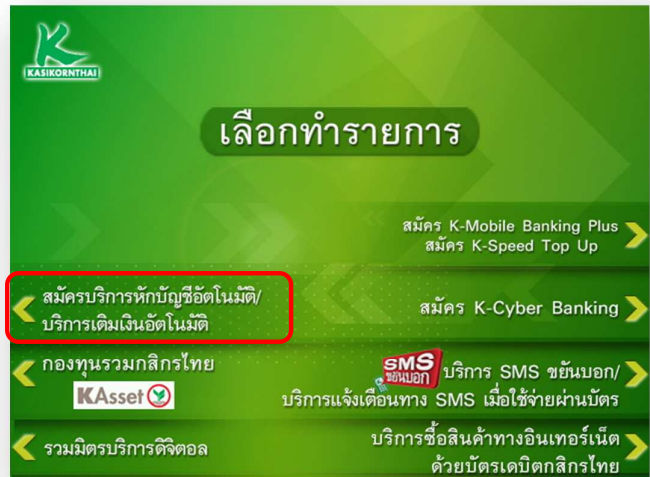 KASIKORNTHAI
เลือกทำรายการ
สมัคร K-Mobile Banking Plus
สมัคร K-Speed Top Up
สมัครบริการหักบัญชีอัตโนมัติ/
บริการเติมเงินอัตโนมัติ
สมัคร K-Cyber Banking
กองทุนรวมกสิกรไทย
KAsset
SMS
ขยันบอก
บริการ SMS ขยันบอก/
บริการแจ้งเตือนทาง SMS เมื่อใช้จ่ายผ่านบัตร
รวมมิตรบริการดิจิตอล
บริการซื้อสินค้าทางอินเทอร์เน็ต
ด้วยบัตรเดบิตกสิกรไทย